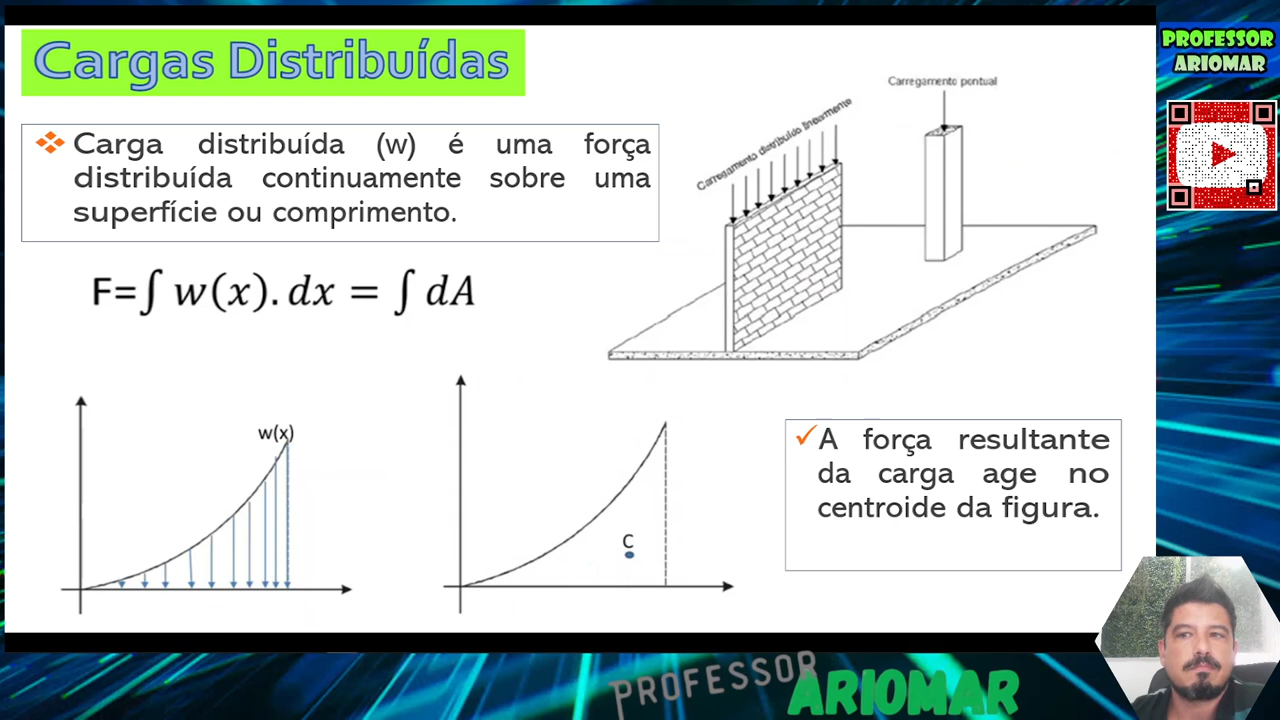 Cargas Distribuídas
PROFESSOR
ARIOMAR
Carregamento pontual
Carregamento distribuído linearmente
❖ Carga distribuída (w) é uma força
distribuída continuamente sobre uma
superfície ou comprimento.
F=∫ w(x). dx = ∫ dA
w(x)
C
✓A força resultante
da carga age no
centroide da figura.
PROFESSOR
ARIOMAR